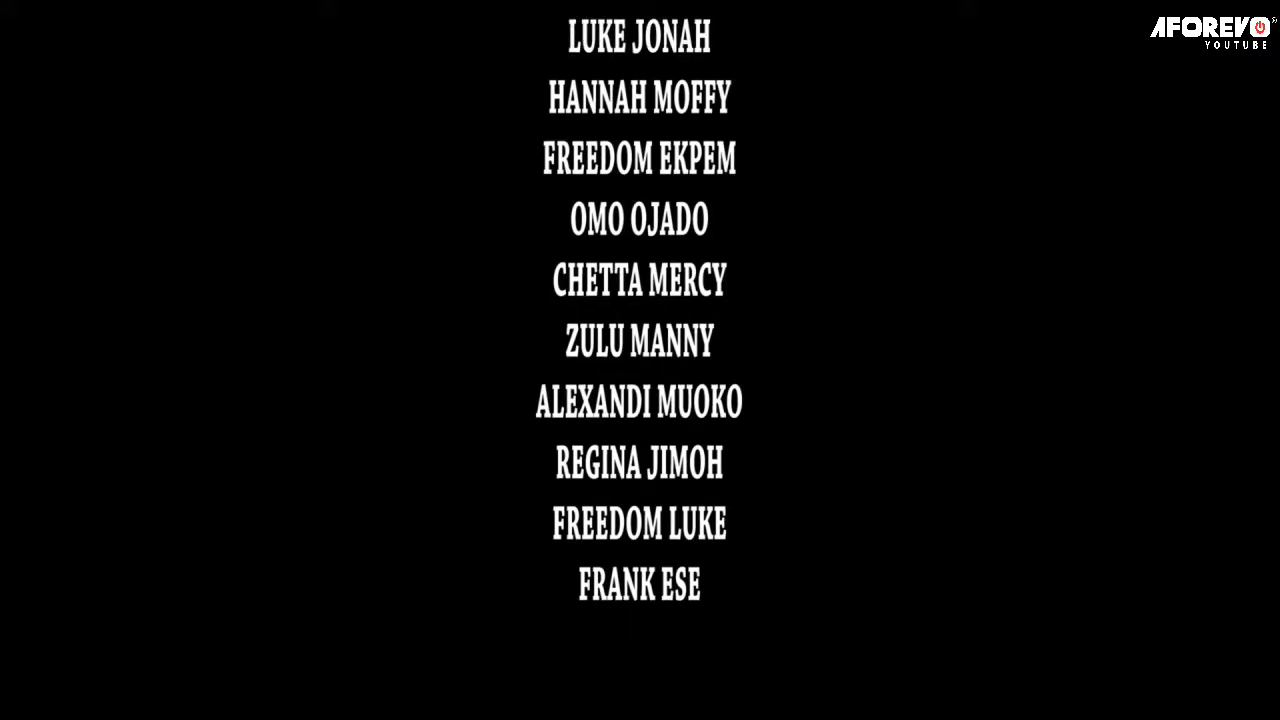 AFOREVO
YOUTUBE
LUKE JONAH
HANNAH MOFFY
FREEDOM EKPEM
OMO OJADO
CHETTA MERCY
ZULU MANNY
ALEXANDI MUOKO
REGINA JIMOH
FREEDOM LUKE
FRANK ESE